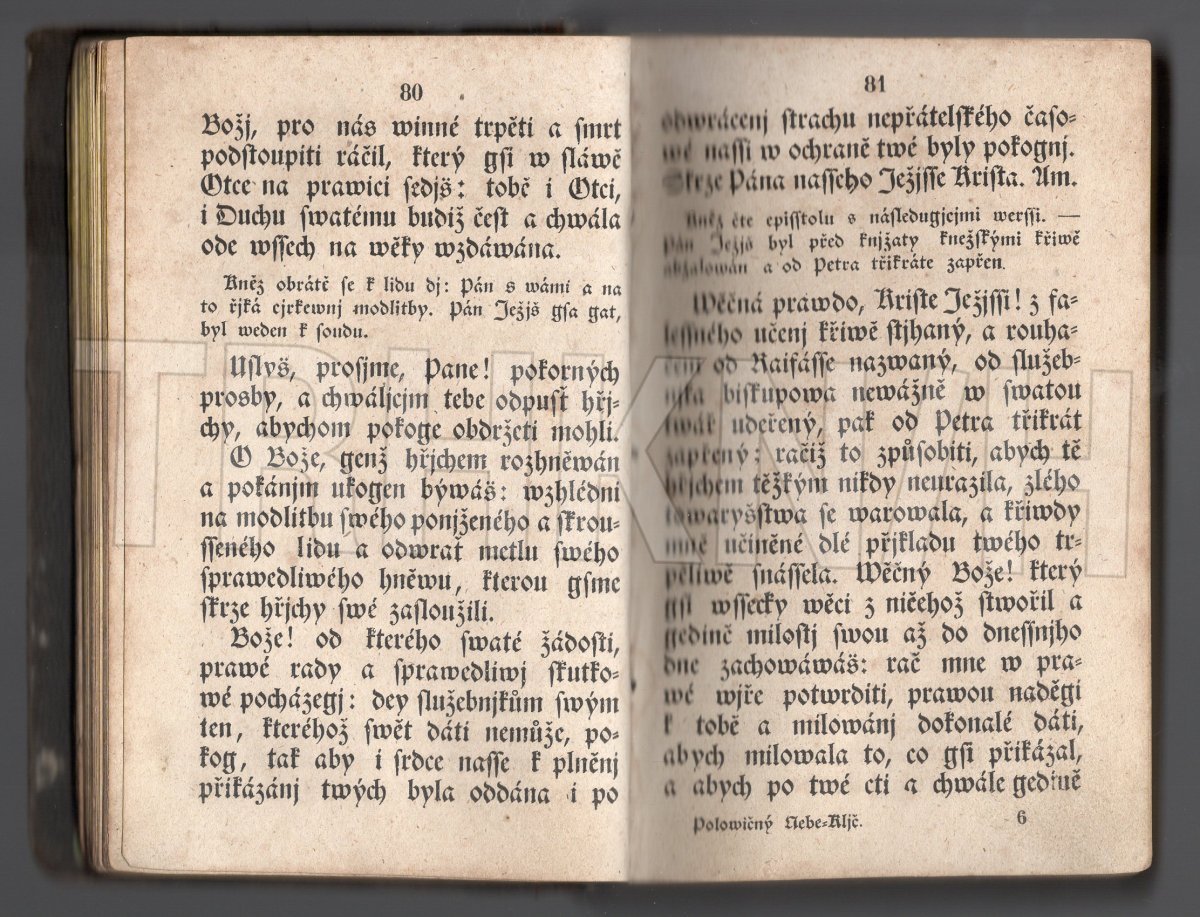 80
Božj, pro nás winné trpěti a smrt
podstoupiti ráčil, který gsi w sláwě
Otce na prawici sedjš: tobě i Otci,
i Duchu swatému budiž čest a chwála
ode wssech na wěky wzdáwána.
Kněz obrátě se k lidu dj: Pán s wámi a na
to řjká cjrkewnj modlitby. Pán Ježjš gsa gat,
byl weden k soudu.
Uslyš, prosjme, Pane! pokorných
prosby, a chwáljcjm tebe odpusť hřj-
chy, abychom pokoge obdržeti mohli.
O Bože, genž hřjchem rozhněwán
a pokánjm ukogen býwáš: wzhlédni
na modlitbu swého ponjženého a skrou-
sseného lidu a odwrať metlu swého
sprawedliwého hněwu, kterou gsme
skrze hřjchy swé zasloužili.
Bože! od kterého swaté žádosti,
prawé rady a sprawedliwj skutko-
wé pocházegj: dey služebnjkům swým
ten, kteréhož swět dáti nemůže, po-
kog, tak aby i srdce nasse k plněnj
přikázánj twých byla oddána i po
81
odwrácenj strachu nepřátelského časo-
wé nassi w ochraně twé byly pokognj.
Skrze Pána nasseho Ježjsse Krista. Am.
Kněz čte episstolu s následugjcjmi werssi. —
Pán Ježjš byl před knjžaty knežskými křiwě
obžalowán a od Petra třikráte zapřen.
Wěčná prawdo, Kriste Ježjssi! z fa-
lessného učenj křiwě stjhaný, a rouha-
čem od Kaifásse nazwaný, od služeb-
njka biskupowa newážně w swatou
twář udeřený, pak od Petra třikrát
zapřený: račiž to způsobiti, abych tě
hřjchem těžkým nikdy neurazila, zlého
towaryšstwa se warowala, a křiwdy
mně učiněné dlé přjkladu twého tr-
pěliwě snássela. Wěčný Bože! který
gsi wssecky wěci z ničehož stwořil a
gedině milostj swou až do dnessnjho
dne zachowáwáš: rač mne w pra-
wé wjře potwrditi, prawou naděgi
k tobě a milowánj dokonalé dáti,
abych milowala to, co gsi přikázal,
a abych po twé cti a chwále gedině
Polowičný Nebe-Kljč.
6
TRHKNIH